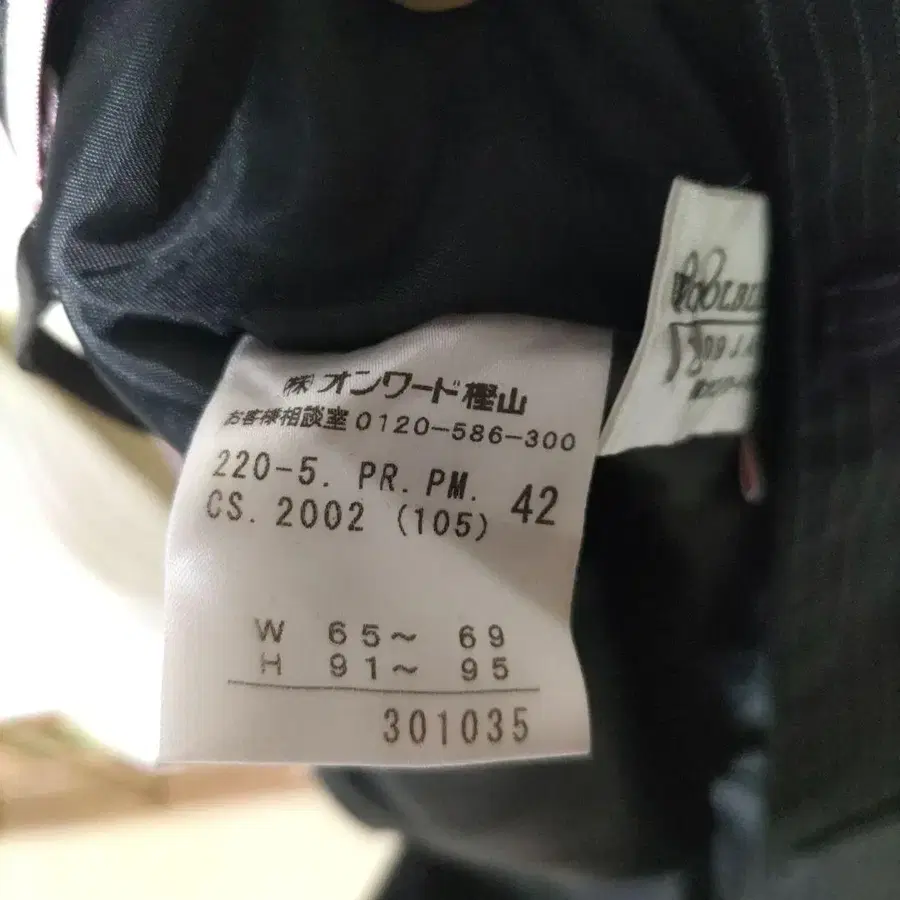 ㈱オンワード樫山
お客様相談室 0120-586-300
220-5. PR. PM. 42
CS. 2002 (105)
W 65～ 69
H 91～ 95
301035